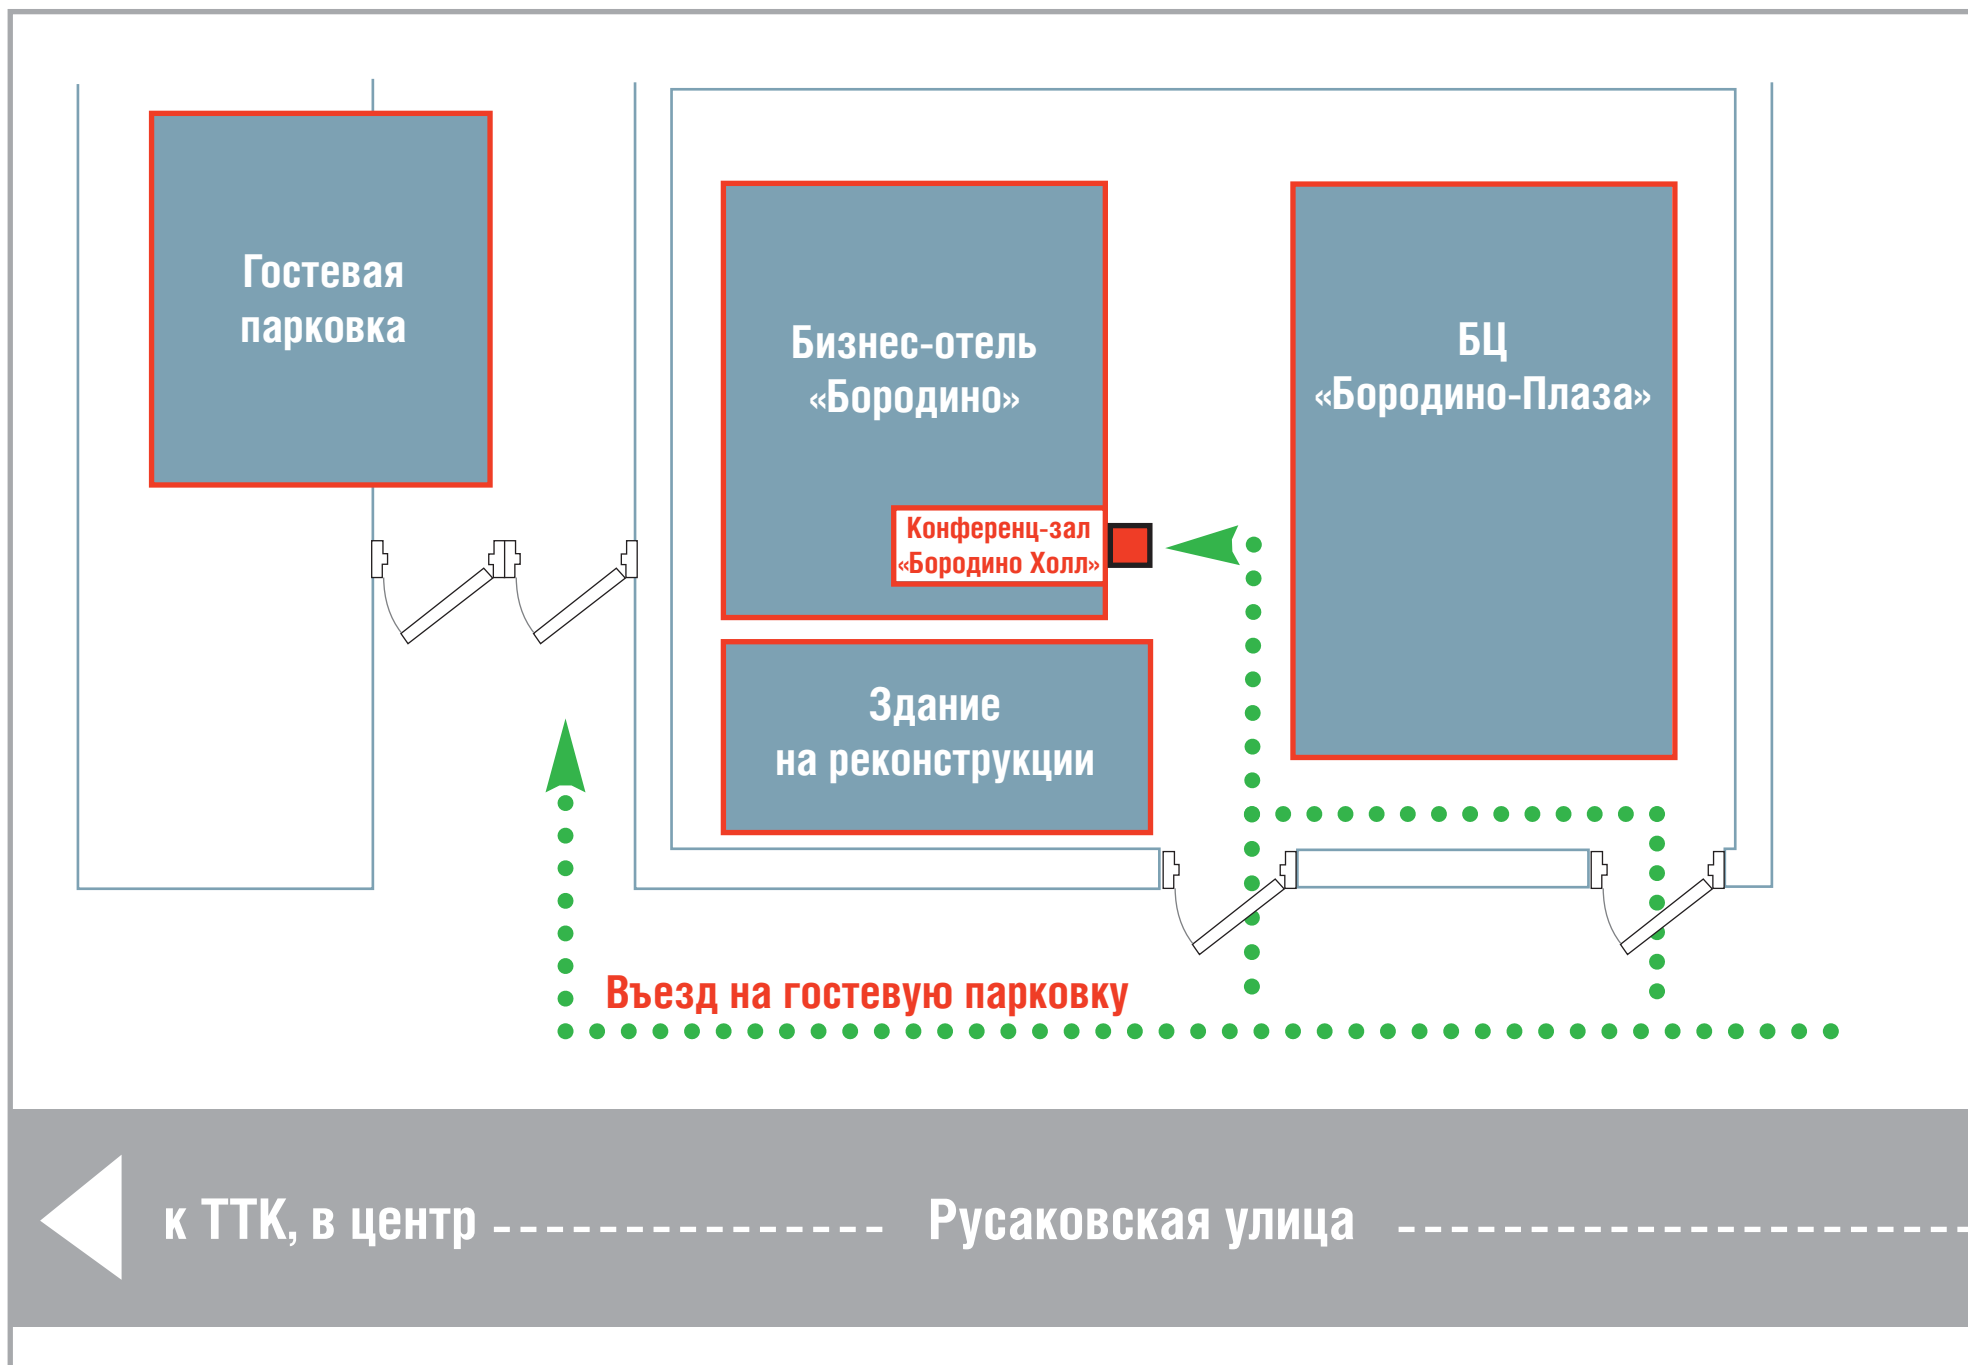 Гостевая
парковка
Бизнес-отель
«Бородино»
БЦ
«Бородино-Плаза»
Конференц-зал
«Бородино Холл»
Здание
на реконструкции
Въезд на гостевую парковку
к ТТК, в центр
Русаковская улица